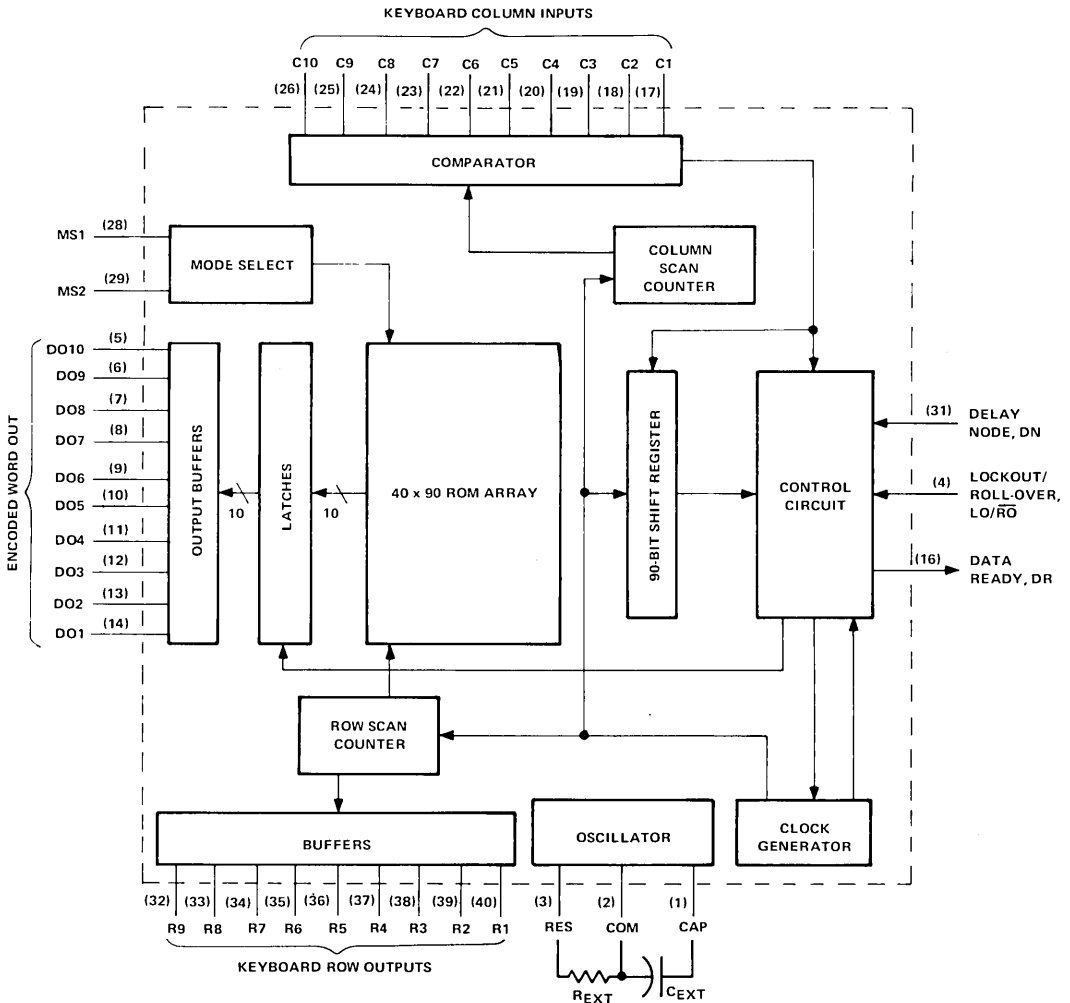 KEYBOARD COLUMN INPUTS
C10 C9 C8 C7 C6 C5 C4 C3 C2 C1
(26) (25) (24) (23) (22) (21) (20) (19) (18) (17)
COMPARATOR
MS1 (28)
MS2 (29)
MODE SELECT
COLUMN
SCAN
COUNTER
ENCODED WORD OUT
DO10 (5)
DO9 (6)
DO8 (7)
DO7 (8)
DO6 (9)
DO5 (10)
DO4 (11)
DO3 (12)
DO2 (13)
DO1 (14)
OUTPUT BUFFERS
10
LATCHES
10
40 x 90 ROM ARRAY
90-BIT SHIFT REGISTER
CONTROL
CIRCUIT
(31) DELAY
NODE, DN
(4) LOCKOUT/
ROLL-OVER,
LO/R̅O̅
(16) DATA
READY, DR
ROW SCAN
COUNTER
BUFFERS
OSCILLATOR
CLOCK
GENERATOR
(32) (33) (34) (35) (36) (37) (38) (39) (40)
R9 R8 R7 R6 R5 R4 R3 R2 R1
KEYBOARD ROW OUTPUTS
(3) (2) (1)
RES COM CAP
REXT CEXT